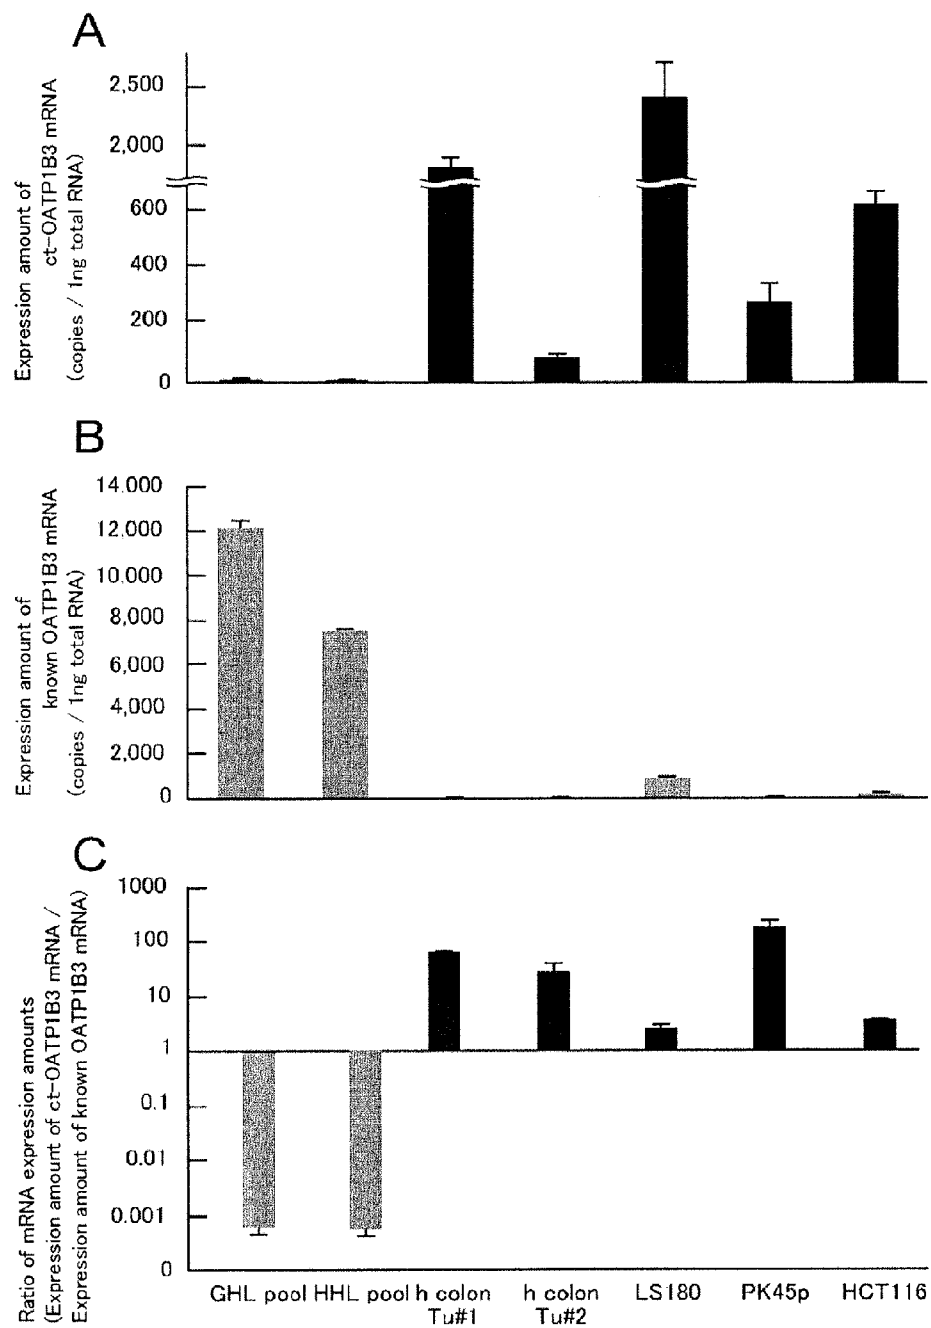 A
Expression amount of
ct-OATP1B3 mRNA
(copies / 1ng total RNA)
2,500
2,000
600
400
200
0
B
Expression amount of
known OATP1B3 mRNA
(copies / 1ng total RNA)
14,000
12,000
10,000
8,000
6,000
4,000
2,000
0
C
Ratio of mRNA expression amounts
(Expression amount of ct-OATP1B3 mRNA /
Expression amount of known OATP1B3 mRNA)
1000
100
10
1
0.1
0.01
0.001
0
GHL pool HHL pool h colon h colon LS180 PK45p HCT116
Tu#1 Tu#2